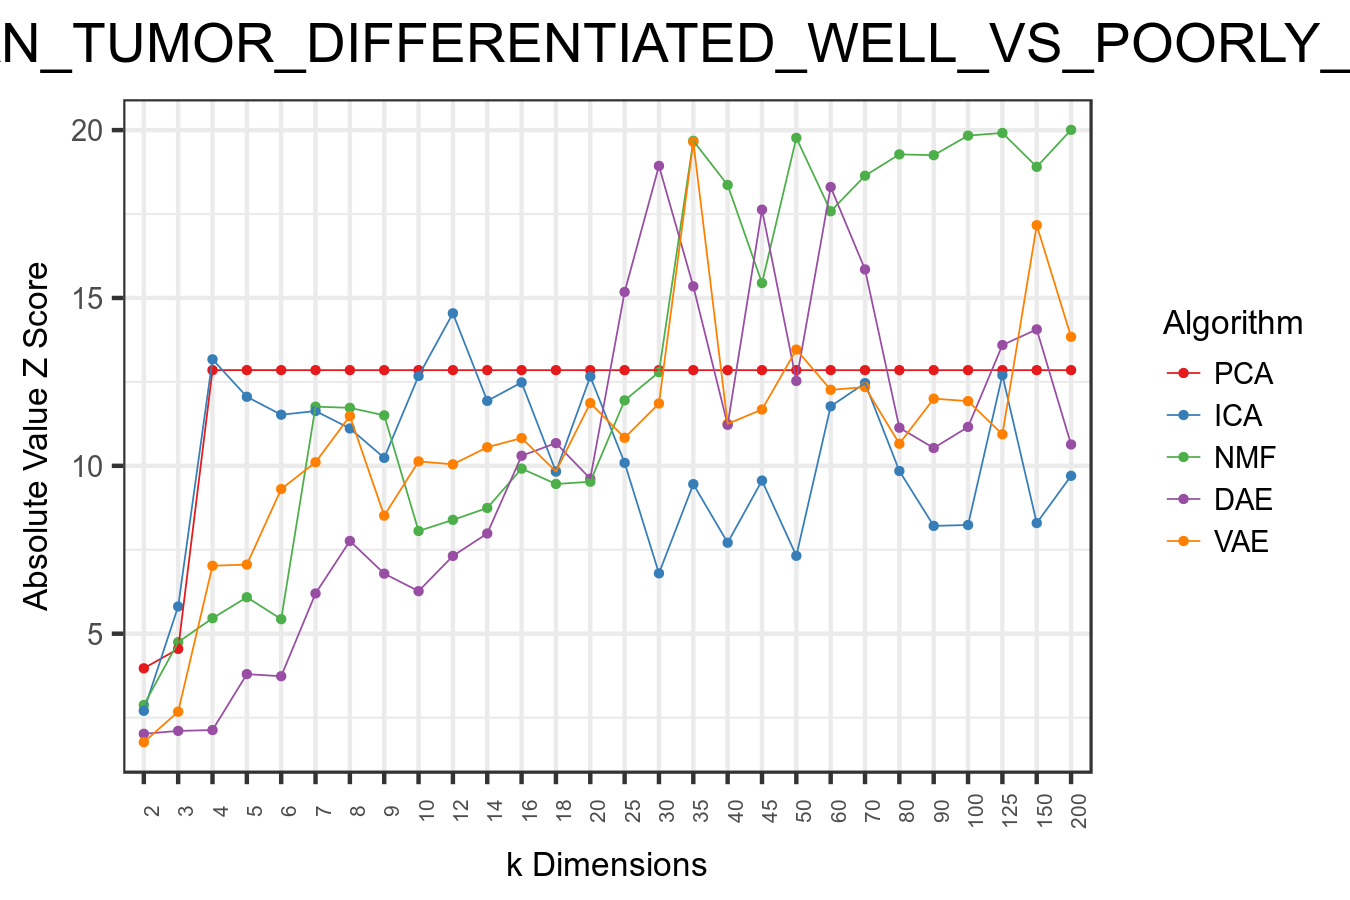 N_TUMOR_DIFFERENTIATED_WELL_VS_POORLY_
Absolute Value Z Score
20
15
10
5
2 3 4 5 6 7 8 9 10 12 14 16 18 20 25 30 35 40 45 50 60 70 80 90 100 125 150 200
k Dimensions
Algorithm
PCA
ICA
NMF
DAE
VAE